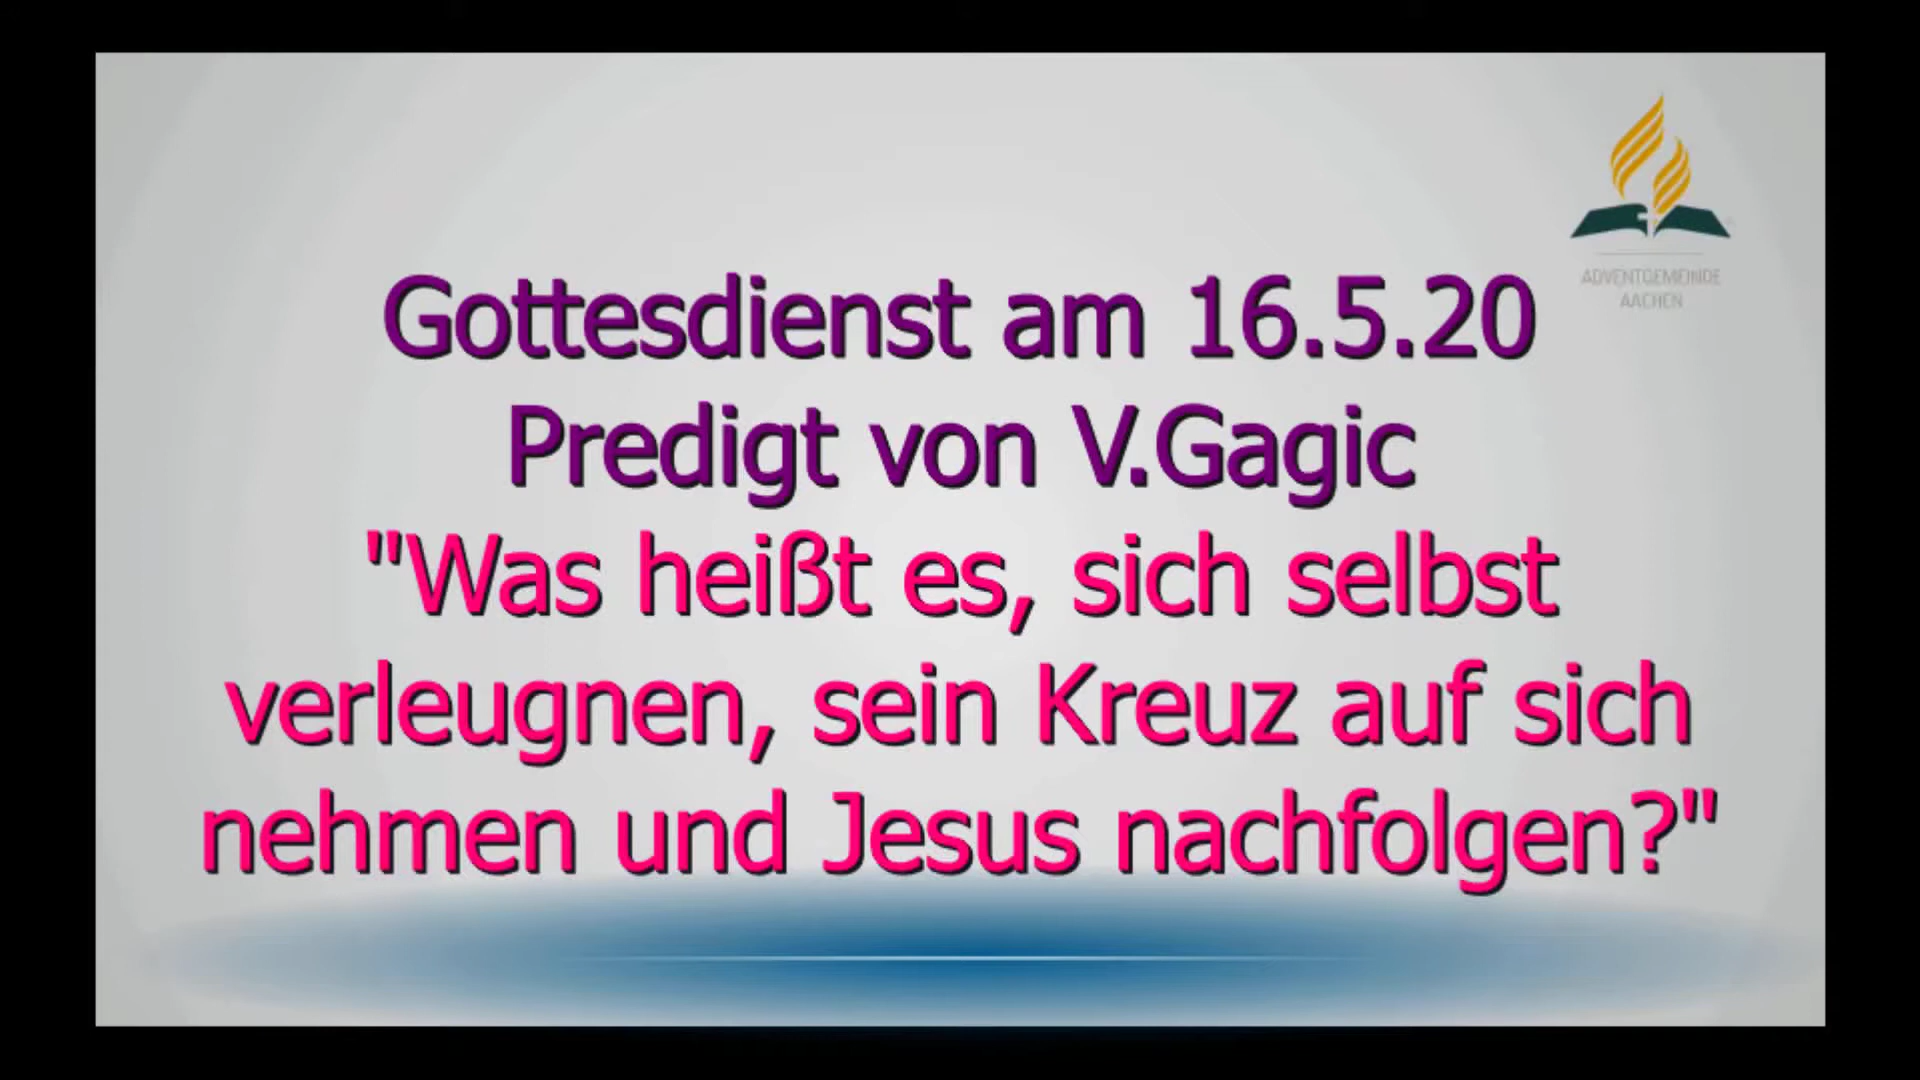 ADVENTGEMEINDE
AACHEN
Gottesdienst am 16.5.20
Predigt von V.Gagic
"Was heißt es, sich selbst
verleugnen, sein Kreuz auf sich
nehmen und Jesus nachfolgen?"